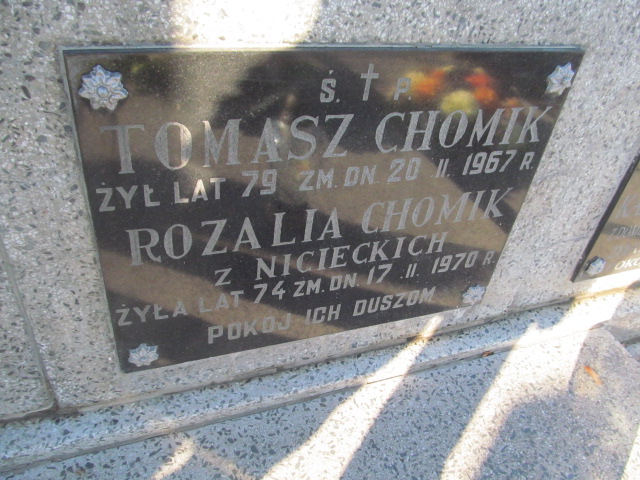 Ś. † P.
TOMASZ CHOMIK
ŻYŁ LAT 79 ZM. DN. 20 II. 1967 R.
ROZALIA CHOMIK
Z NICIECKICH
ŻYŁA LAT 74 ZM. DN. 17 .II. 1970 R.
POKÓJ ICH DUSZOM